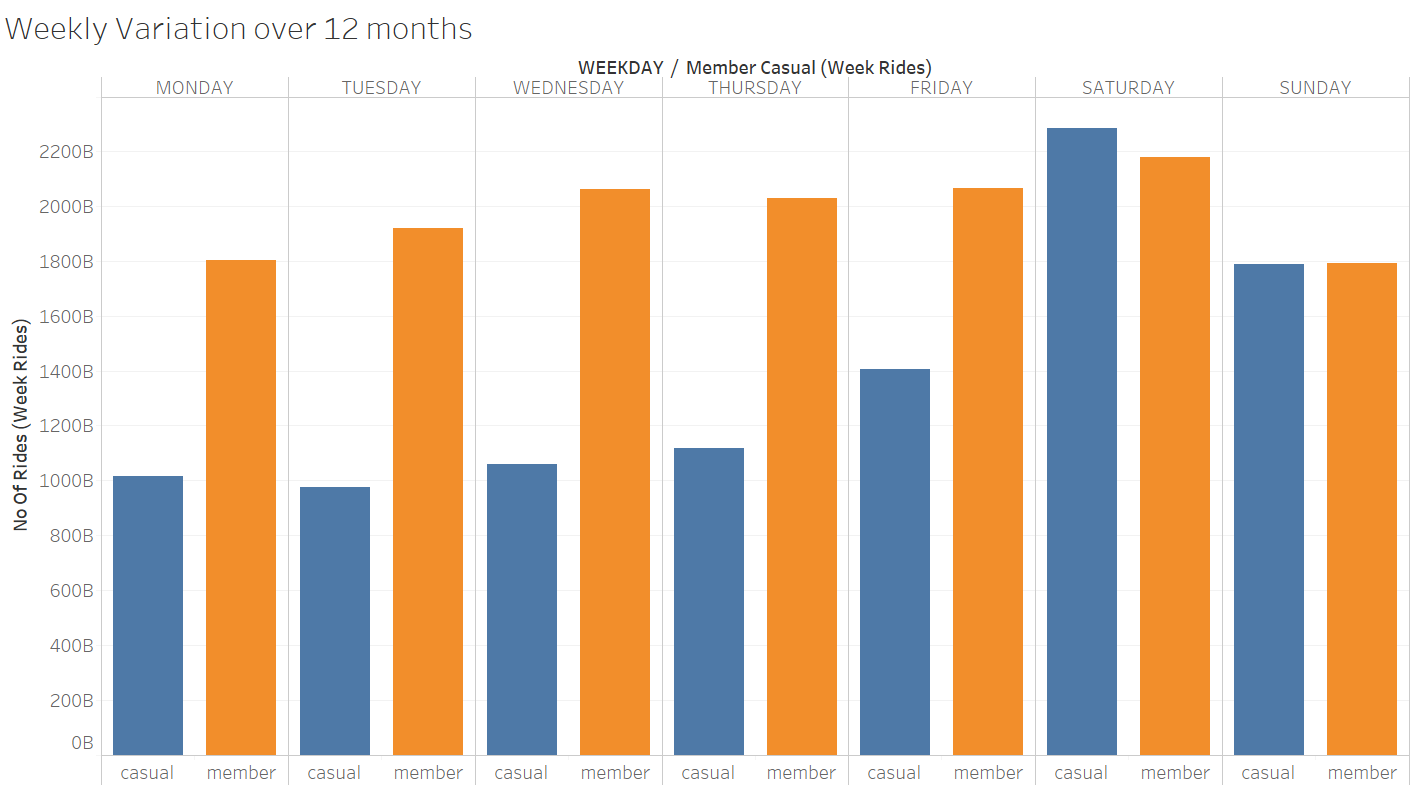 Weekly Variation over 12 months
WEEKDAY / Member Casual (Week Rides)
MONDAY TUESDAY WEDNESDAY THURSDAY FRIDAY SATURDAY SUNDAY
No Of Rides (Week Rides)
2200B
2000B
1800B
1600B
1400B
1200B
1000B
800B
600B
400B
200B
0B
casual member casual member casual member casual member casual member casual member casual member